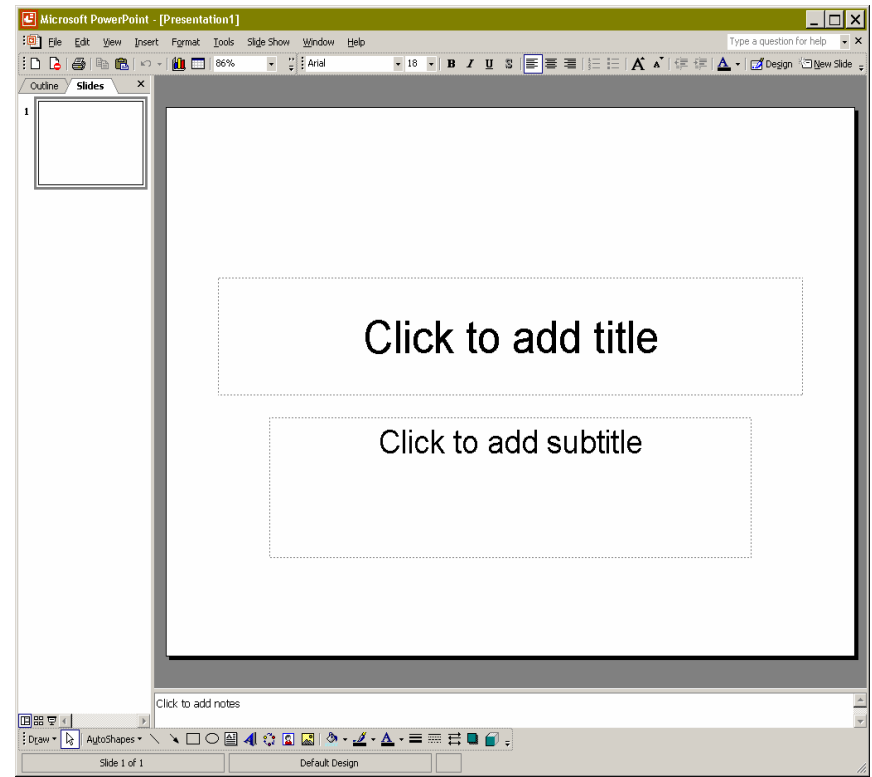 Microsoft PowerPoint - [Presentation1]
File Edit View Insert Format Tools Slide Show Window Help Type a question for help
86% Arial 18 B I U S A A A Design New Slide
Outline Slides
1
Click to add title
Click to add subtitle
Click to add notes
Draw AutoShapes A A
Slide 1 of 1 Default Design